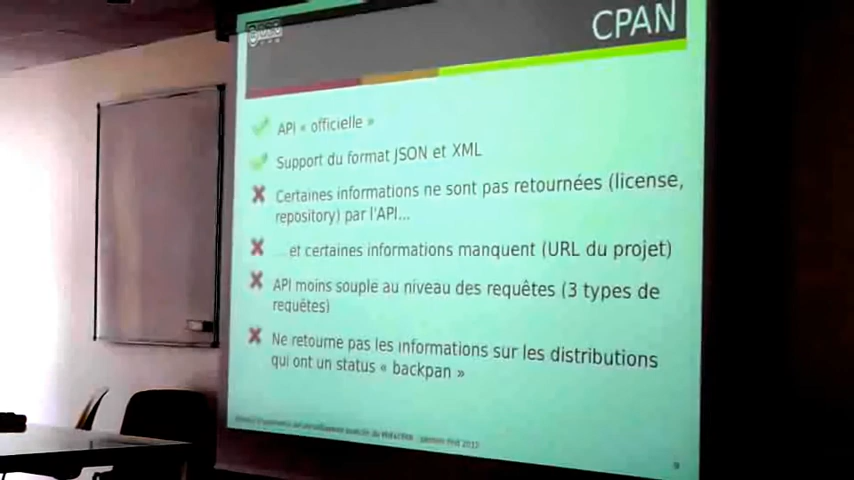 CPAN
API « officielle »
Support du format JSON et XML
Certaines informations ne sont pas retournées (license,
repository) par l'API...
... et certaines informations manquent (URL du projet)
API moins souple au niveau des requêtes (3 types de
requêtes)
Ne retourne pas les informations sur les distributions
qui ont un status « backpan »